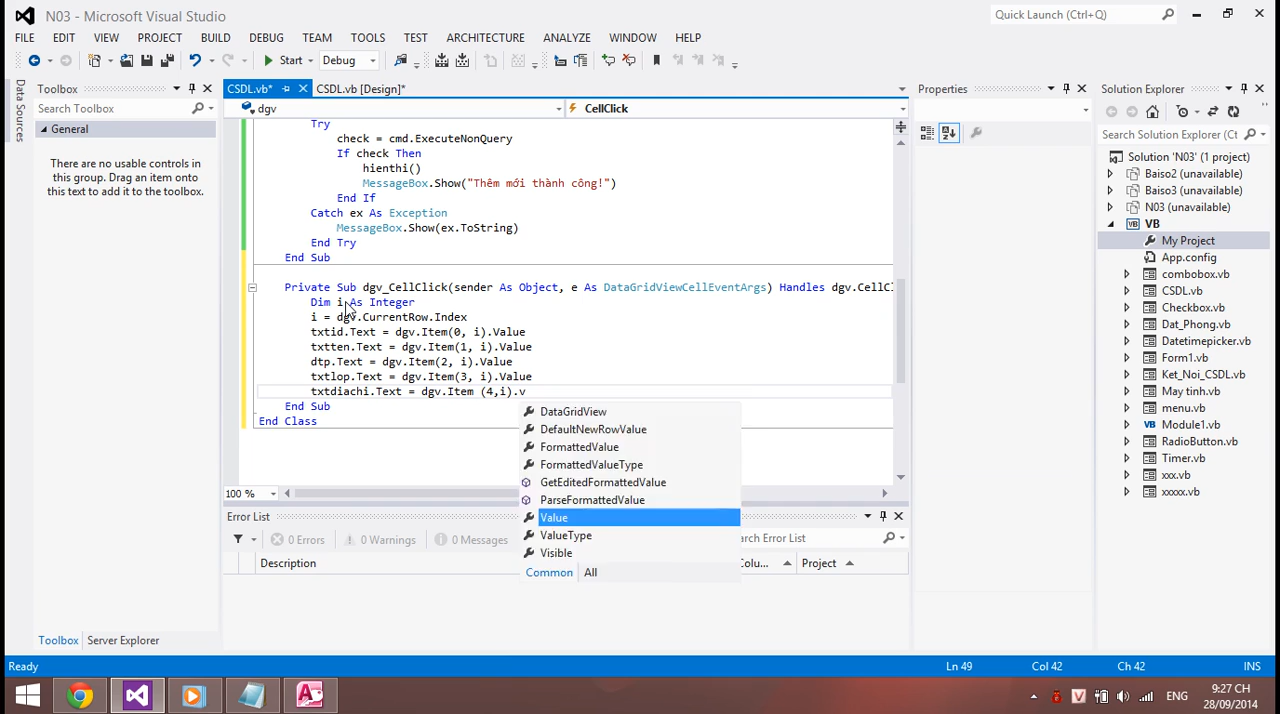 N03 - Microsoft Visual Studio
Quick Launch (Ctrl+Q)
FILE EDIT VIEW PROJECT BUILD DEBUG TEAM TOOLS TEST ARCHITECTURE ANALYZE WINDOW HELP
Start Debug
Data Sources
Toolbox
Search Toolbox
General
There are no usable controls in
this group. Drag an item onto
this text to add it to the toolbox.
Toolbox Server Explorer
CSDL.vb* CSDL.vb [Design]*
dgv CellClick
Try
check = cmd.ExecuteNonQuery
If check Then
hienthi()
MessageBox.Show("Thêm mới thành công!")
End If
Catch ex As Exception
MessageBox.Show(ex.ToString)
End Try
End Sub
Private Sub dgv_CellClick(sender As Object, e As DataGridViewCellEventArgs) Handles dgv.CellCl
Dim i As Integer
i = dgv.CurrentRow.Index
txtid.Text = dgv.Item(0, i).Value
txtten.Text = dgv.Item(1, i).Value
dtp.Text = dgv.Item(2, i).Value
txtlop.Text = dgv.Item(3, i).Value
txtdiachi.Text = dgv.Item (4,i).v
End Sub
End Class
DataGridView
DefaultNewRowValue
FormattedValue
FormattedValueType
GetEditedFormattedValue
ParseFormattedValue
Value
ValueType
Visible
Common All
100 %
Error List
0 Errors 0 Warnings 0 Messages
arch Error List
Description
Colu... Project
Properties
Solution Explorer
Search Solution Explorer (Ct
Solution 'N03' (1 project)
Baiso2 (unavailable)
Baiso3 (unavailable)
N03 (unavailable)
VB VB
My Project
App.config
combobox.vb
CSDL.vb
Checkbox.vb
Dat_Phong.vb
Datetimepicker.vb
Form1.vb
Ket_Noi_CSDL.vb
May tinh.vb
menu.vb
VB Module1.vb
RadioButton.vb
Timer.vb
xxx.vb
xxxxx.vb
Ready
Ln 49 Col 42 Ch 42 INS
V
ENG
9:27 CH
28/09/2014